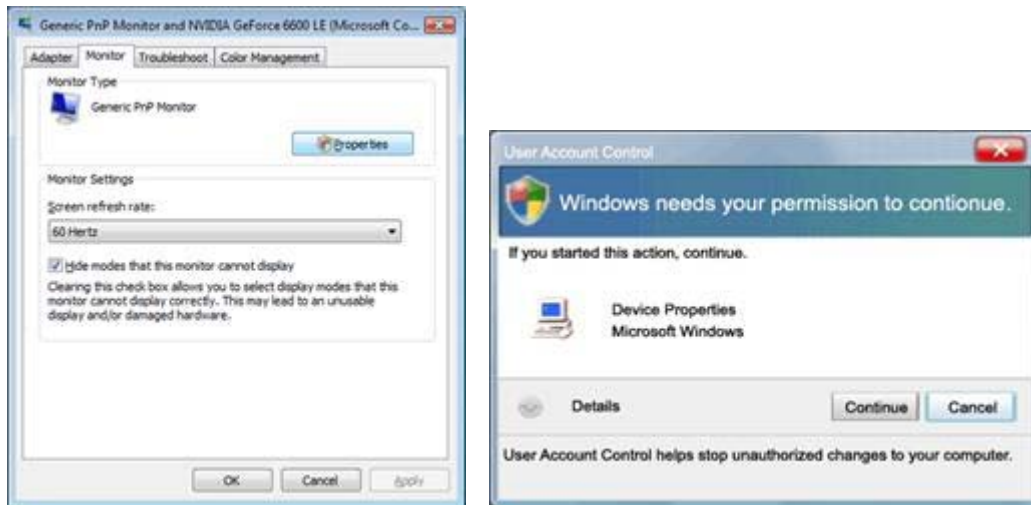 Generic PnP Monitor and NVIDIA GeForce 6600 LE (Microsoft Co...
Adapter Monitor Troubleshoot Color Management
Monitor Type
Generic PnP Monitor
Properties
Monitor Settings
Screen refresh rate:
60 Hertz
Hide modes that this monitor cannot display
Clearing this check box allows you to select display modes that this
monitor cannot display correctly. This may lead to an unusable
display and/or damaged hardware.
OK Cancel Apply
User Account Control
Windows needs your permission to contionue.
If you started this action, continue.
Device Properties
Microsoft Windows
Details Continue Cancel
User Account Control helps stop unauthorized changes to your computer.